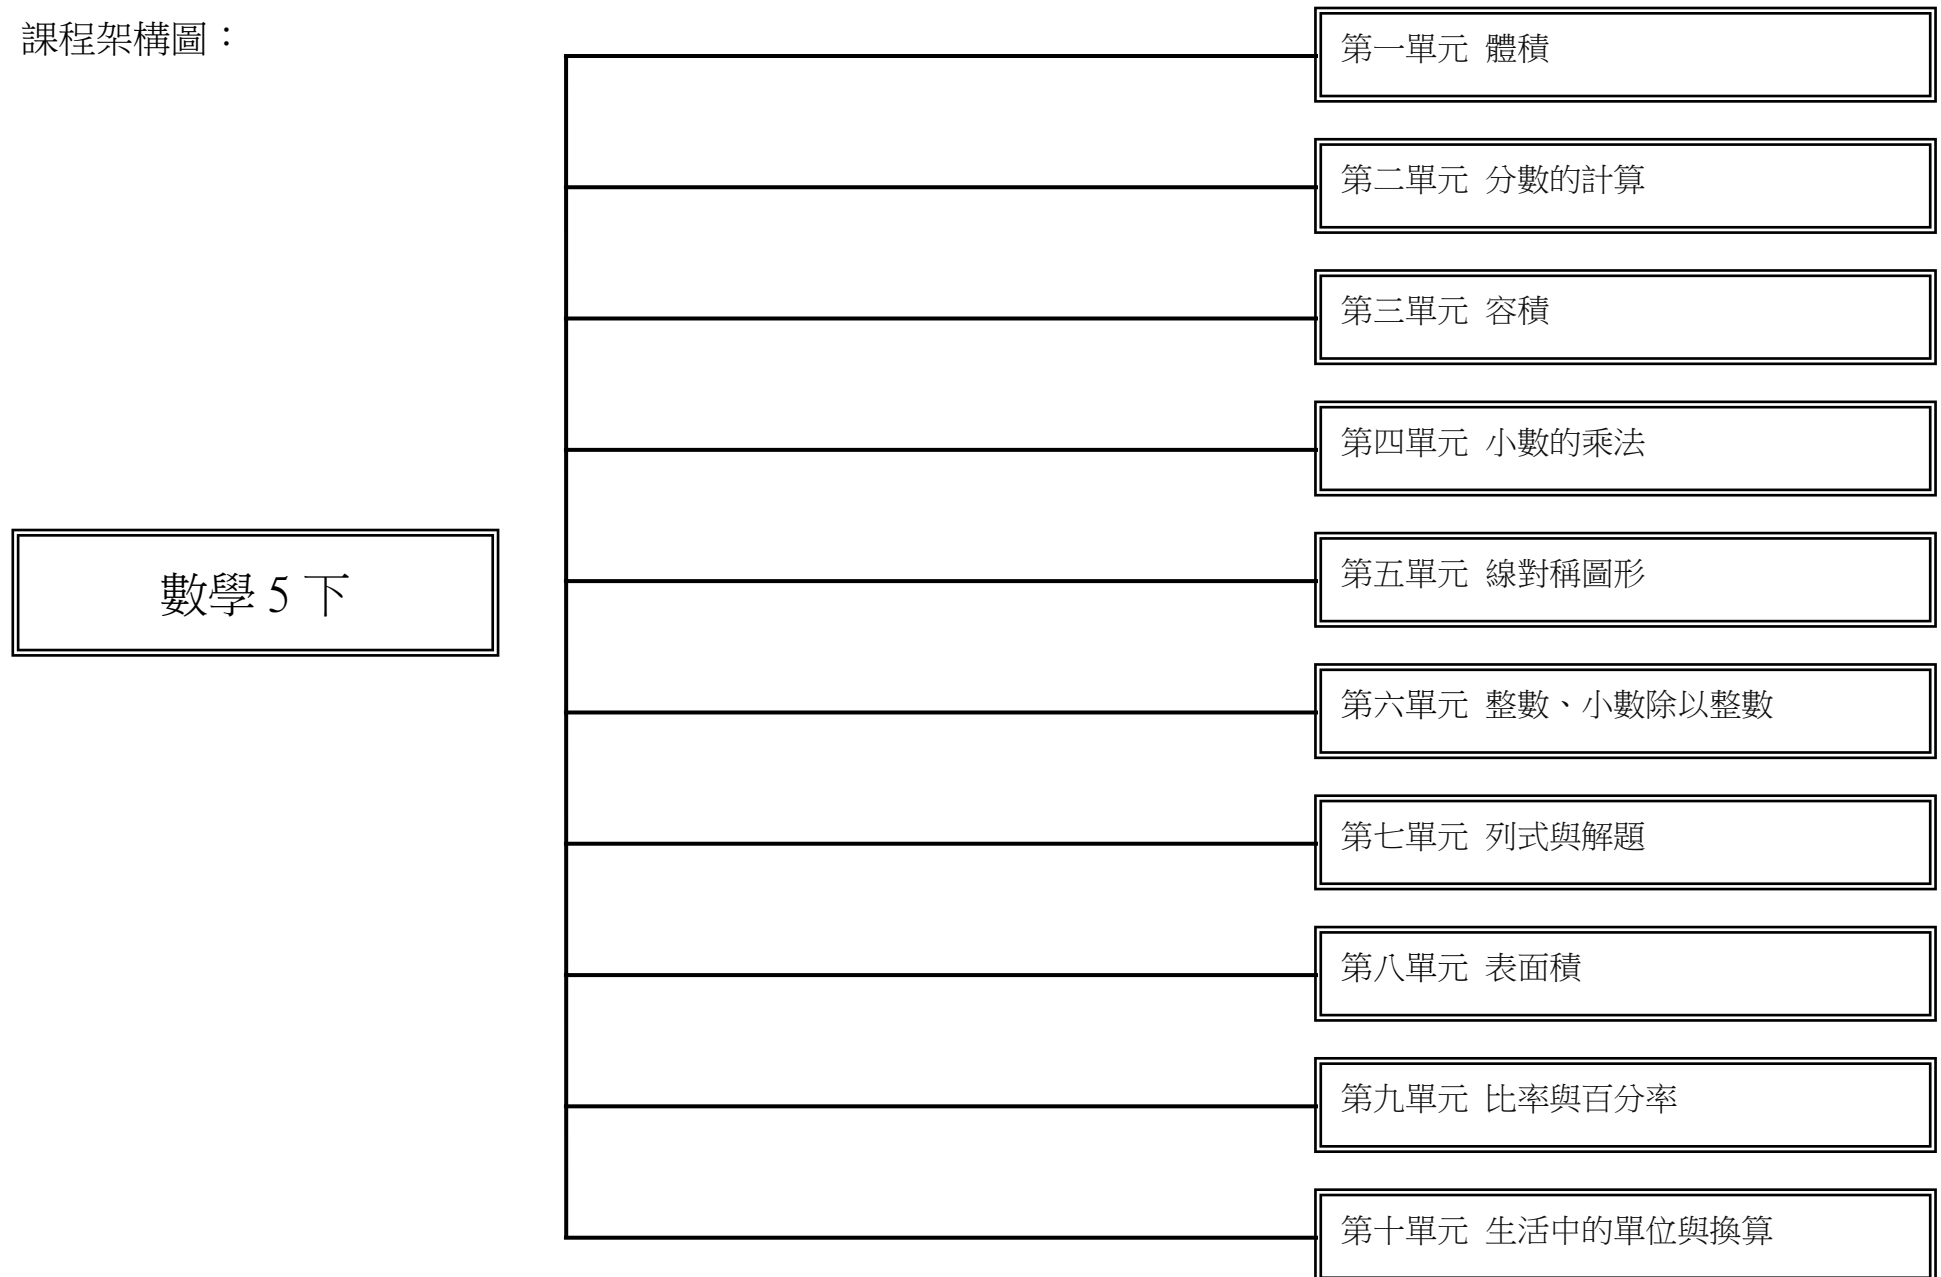 課程架構圖：
第一單元 體積
第二單元 分數的計算
第三單元 容積
第四單元 小數的乘法
第五單元 線對稱圖形
數學 5 下
第六單元 整數、小數除以整數
第七單元 列式與解題
第八單元 表面積
第九單元 比率與百分率
第十單元 生活中的單位與換算